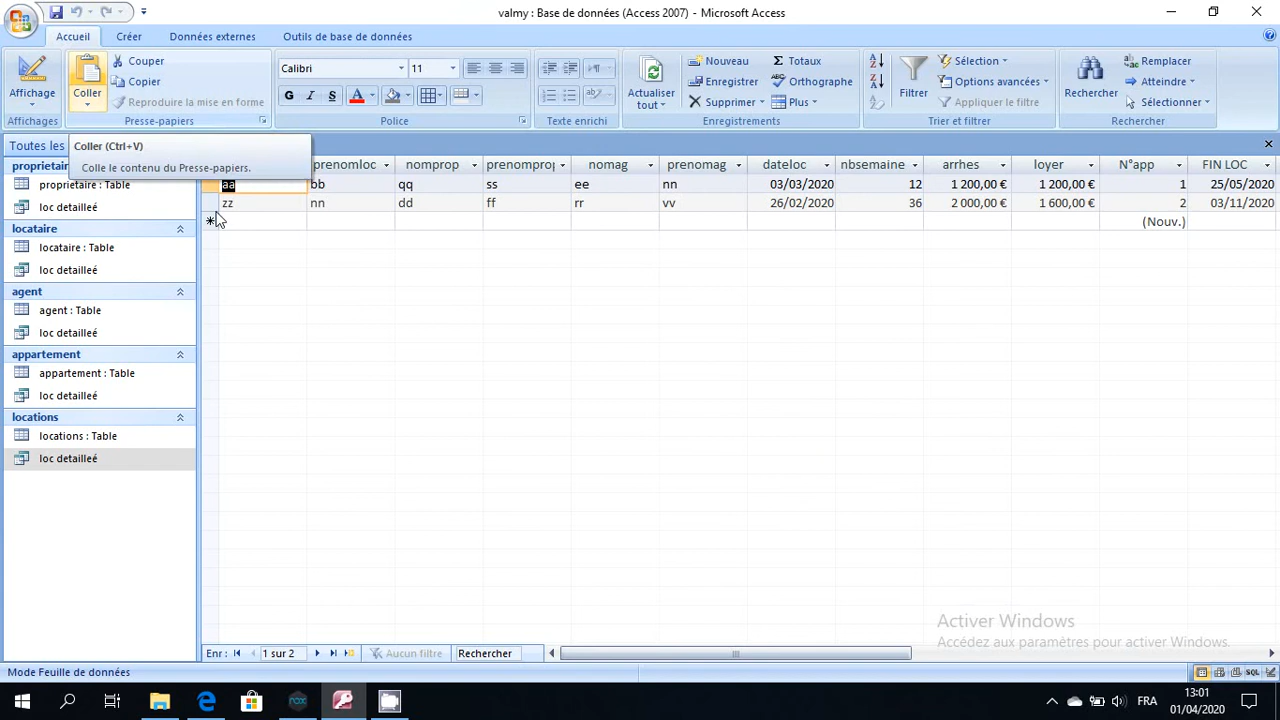 valmy : Base de données (Access 2007) - Microsoft Access
Accueil Créer Données externes Outils de base de données
Affichage
Affichages
Coller
Couper
Copier
Reproduire la mise en forme
Presse-papiers
Calibri 11
G I S A
Police
Texte enrichi
Actualiser tout
Nouveau
Enregistrer
Supprimer
Totaux
Orthographe
Plus
Enregistrements
Filtrer
Sélection
Options avancées
Appliquer le filtre
Trier et filtrer
Rechercher
Remplacer
Atteindre
Sélectionner
Rechercher
Toutes les
Coller (Ctrl+V)
Colle le contenu du Presse-papiers.
proprietaire : Table
loc detailleé
locataire
locataire : Table
loc detailleé
agent
agent : Table
loc detailleé
appartement
appartement : Table
loc detailleé
locations
locations : Table
loc detailleé
prenomloc nomprop prenomprop nomag prenomag dateloc nbsemaine arrhes loyer N°app FIN LOC
aa bb qq ss ee nn 03/03/2020 12 1 200,00 € 1 200,00 € 1 25/05/2020
zz nn dd ff rr vv 26/02/2020 36 2 000,00 € 1 600,00 € 2 03/11/2020
(Nouv.)
Activer Windows
Accédez aux paramètres pour activer Windows.
Enr : 1 sur 2 Aucun filtre Rechercher
Mode Feuille de données
SQL
nox
FRA
13:01
01/04/2020